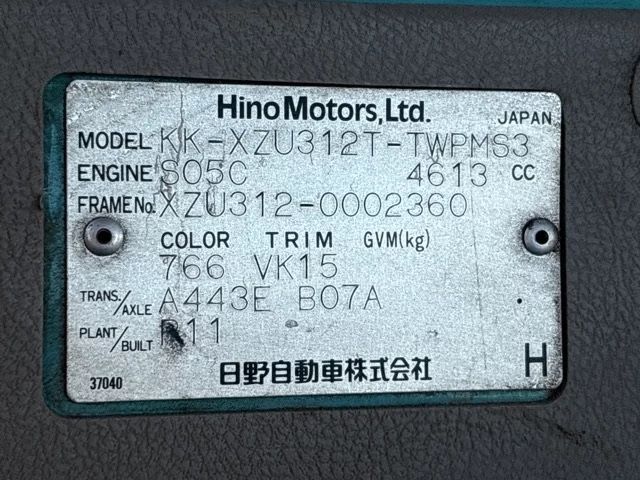 Hino Motors, Ltd.
JAPAN
MODEL KK-XZU312T-TWPMS3
ENGINE S05C 4613 CC
FRAME No. XZU312-0002360
COLOR TRIM GVM(kg)
766 VK15
TRANS./AXLE A443E B07A
PLANT/BUILT 11
37040
日野自動車株式会社
H